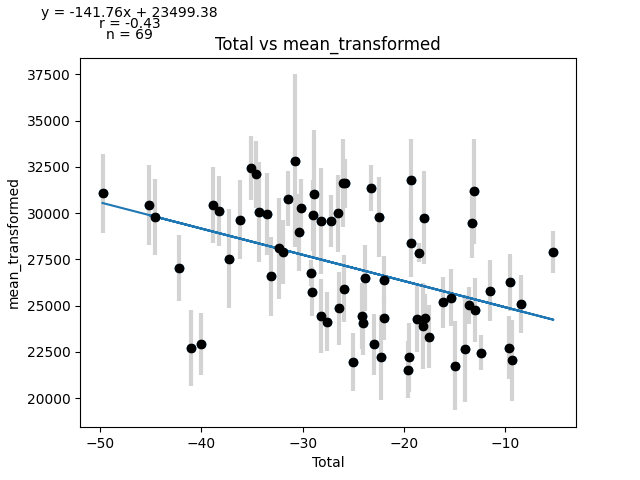 y = -141.76x + 23499.38
r = -0.43
n = 69
Total vs mean_transformed
37500
35000
32500
30000
27500
25000
22500
20000
mean_transformed
−50 −40 −30 −20 −10
Total